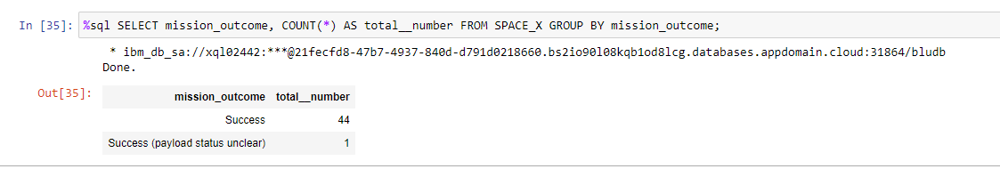 In [35]: %sql SELECT mission_outcome, COUNT(*) AS total__number FROM SPACE_X GROUP BY mission_outcome;
* ibm_db_sa://xql02442:***@21fecfd8-47b7-4937-840d-d791d0218660.bs2io90l08kqb1od8lcg.databases.appdomain.cloud:31864/bludb
Done.
Out[35]:
mission_outcome total__number
Success 44
Success (payload status unclear) 1